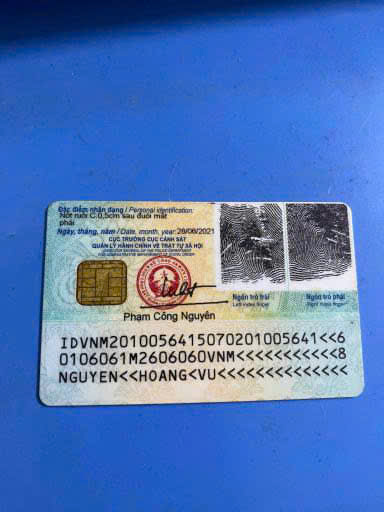 Đặc điểm nhận dạng / Personal identification:
Nốt ruồi C:0,5cm sau đuôi mắt
phải
Ngày, tháng, năm / Date, month, year: 28/06/2021
CỤC TRƯỞNG CỤC CẢNH SÁT
QUẢN LÝ HÀNH CHÍNH VỀ TRẬT TỰ XÃ HỘI
Ngón trỏ trái
Left index finger
Ngón trỏ phải
Right index finger
Phạm Công Nguyên
IDVNM2010056415070201005641<<6
0106061M2606060VNM<<<<<<<<<<<8
NGUYEN<<HOANG<VU<<<<<<<<<<<<<<